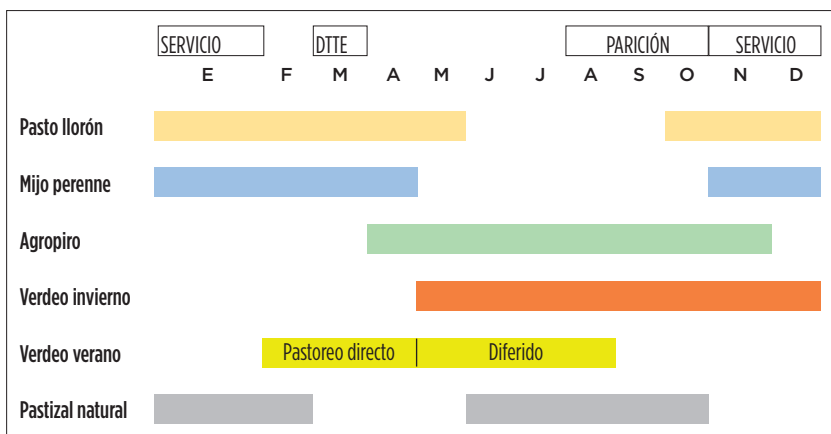 SERVICIO DTTE PARICIÓN SERVICIO
E F M A M J J A S O N D
Pasto llorón
Mijo perenne
Agropiro
Verdeo invierno
Verdeo verano Pastoreo directo Diferido
Pastizal natural